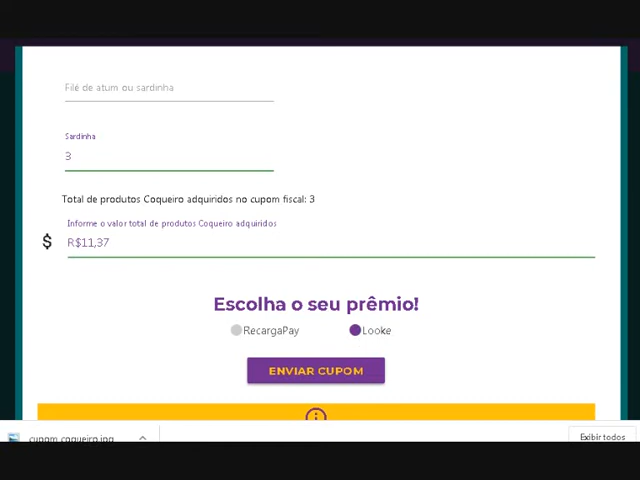 Filé de atum ou sardinha
Sardinha
3
Total de produtos Coqueiro adquiridos no cupom fiscal: 3
Informe o valor total de produtos Coqueiro adquiridos
$ R$11,37
Escolha o seu prêmio!
RecargaPay Looke
ENVIAR CUPOM
cupom coqueiro.jpg Exibir todos